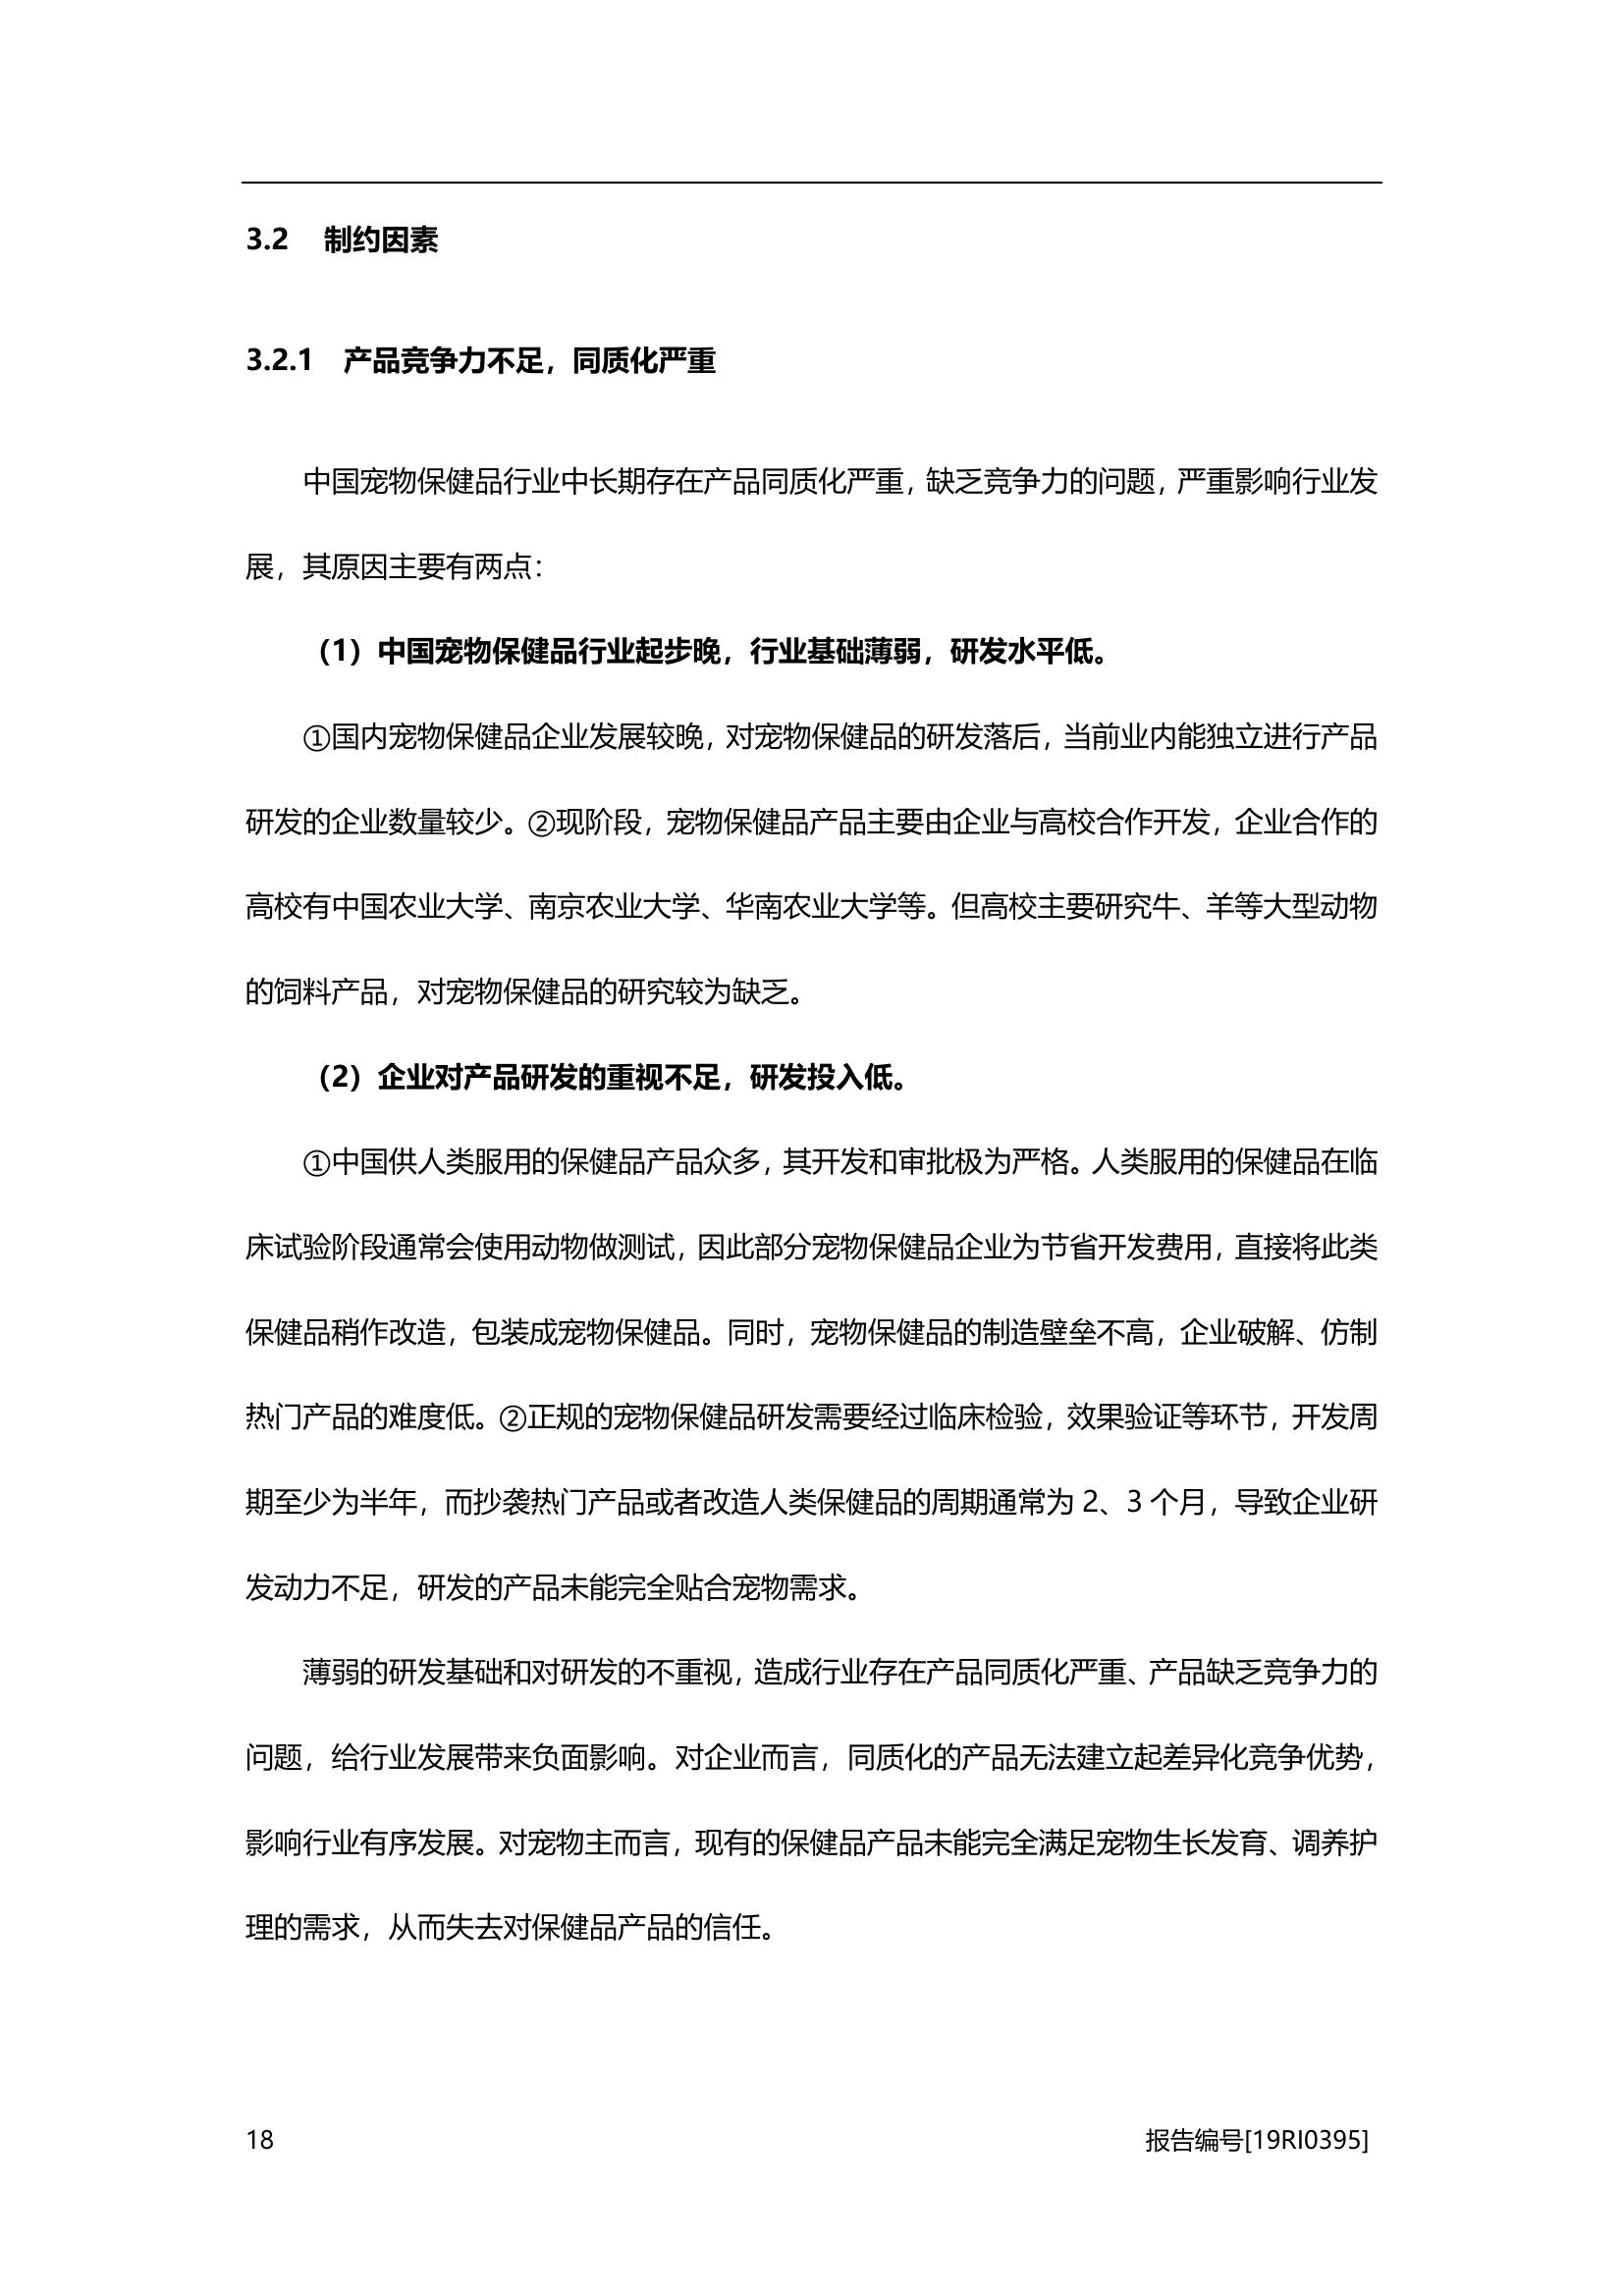 3.2 制约因素
3.2.1 产品竞争力不足，同质化严重
中国宠物保健品行业中长期存在产品同质化严重，缺乏竞争力的问题，严重影响行业发
展，其原因主要有两点：
（1）中国宠物保健品行业起步晚，行业基础薄弱，研发水平低。
①国内宠物保健品企业发展较晚，对宠物保健品的研发落后，当前业内能独立进行产品
研发的企业数量较少。②现阶段，宠物保健品产品主要由企业与高校合作开发，企业合作的
高校有中国农业大学、南京农业大学、华南农业大学等。但高校主要研究牛、羊等大型动物
的饲料产品，对宠物保健品的研究较为缺乏。
（2）企业对产品研发的重视不足，研发投入低。
①中国供人类服用的保健品产品众多，其开发和审批极为严格。人类服用的保健品在临
床试验阶段通常会使用动物做测试，因此部分宠物保健品企业为节省开发费用，直接将此类
保健品稍作改造，包装成宠物保健品。同时，宠物保健品的制造壁垒不高，企业破解、仿制
热门产品的难度低。②正规的宠物保健品研发需要经过临床检验，效果验证等环节，开发周
期至少为半年，而抄袭热门产品或者改造人类保健品的周期通常为 2、3 个月，导致企业研
发动力不足，研发的产品未能完全贴合宠物需求。
薄弱的研发基础和对研发的不重视，造成行业存在产品同质化严重、产品缺乏竞争力的
问题，给行业发展带来负面影响。对企业而言，同质化的产品无法建立起差异化竞争优势，
影响行业有序发展。对宠物主而言，现有的保健品产品未能完全满足宠物生长发育、调养护
理的需求，从而失去对保健品产品的信任。
18 报告编号[19RI0395]